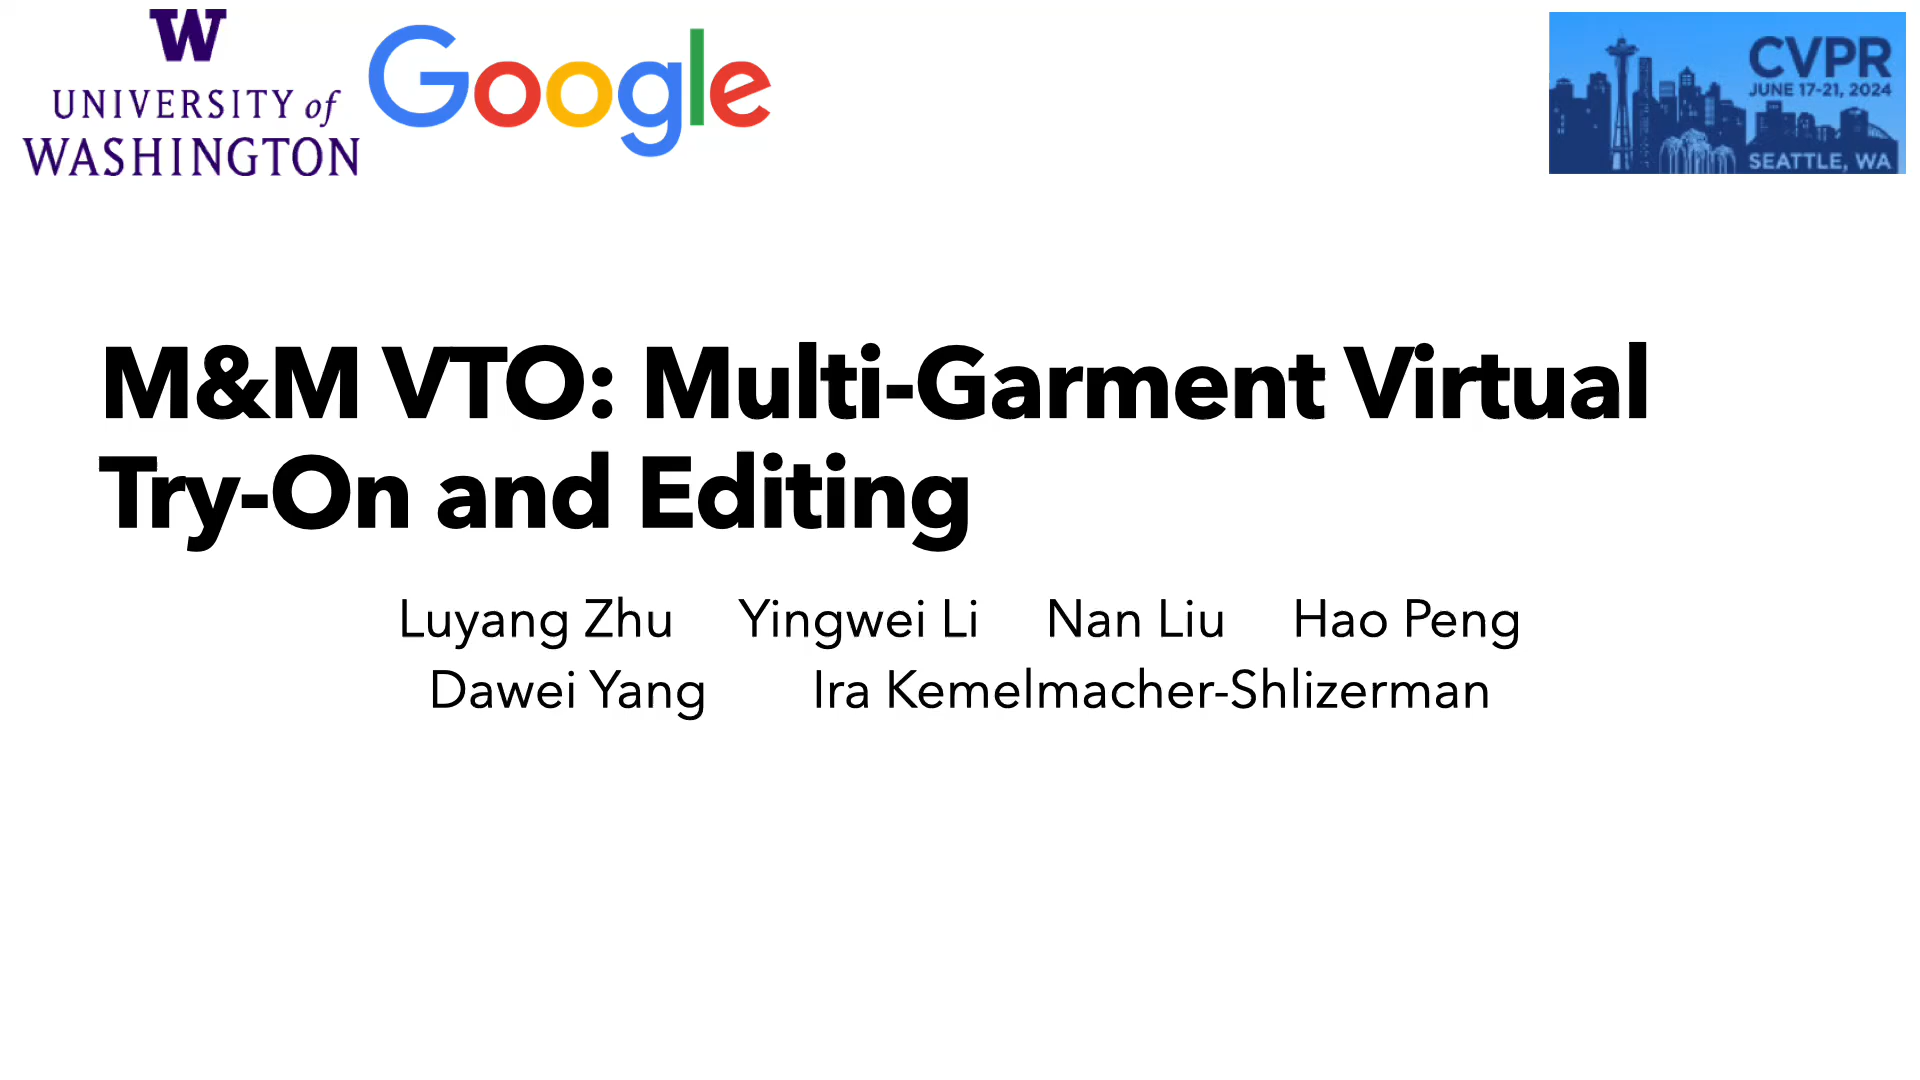 W
UNIVERSITY of
WASHINGTON
Google
CVPR
JUNE 17-21, 2024
SEATTLE, WA
M&M VTO: Multi-Garment Virtual
Try-On and Editing
Luyang Zhu Yingwei Li Nan Liu Hao Peng
Dawei Yang Ira Kemelmacher-Shlizerman